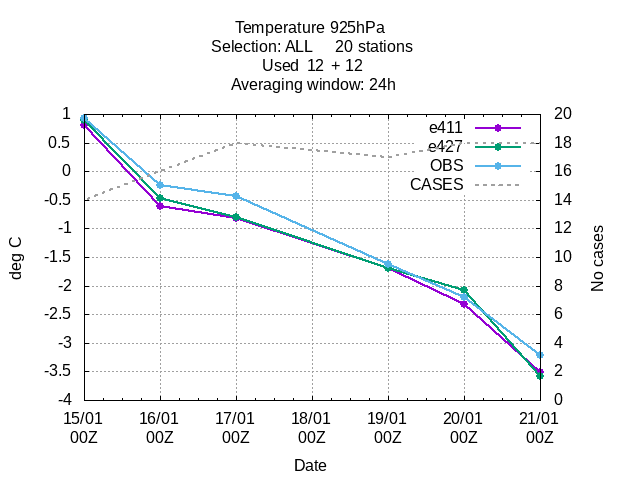 Temperature 925hPa
Selection: ALL 20 stations
Used 12 + 12
Averaging window: 24h
e411
e427
OBS
CASES
1
0.5
0
-0.5
-1
-1.5
-2
-2.5
-3
-3.5
-4
deg C
20
18
16
14
12
10
8
6
4
2
0
No cases
15/01 16/01 17/01 18/01 19/01 20/01 21/01
00Z 00Z 00Z 00Z 00Z 00Z 00Z
Date